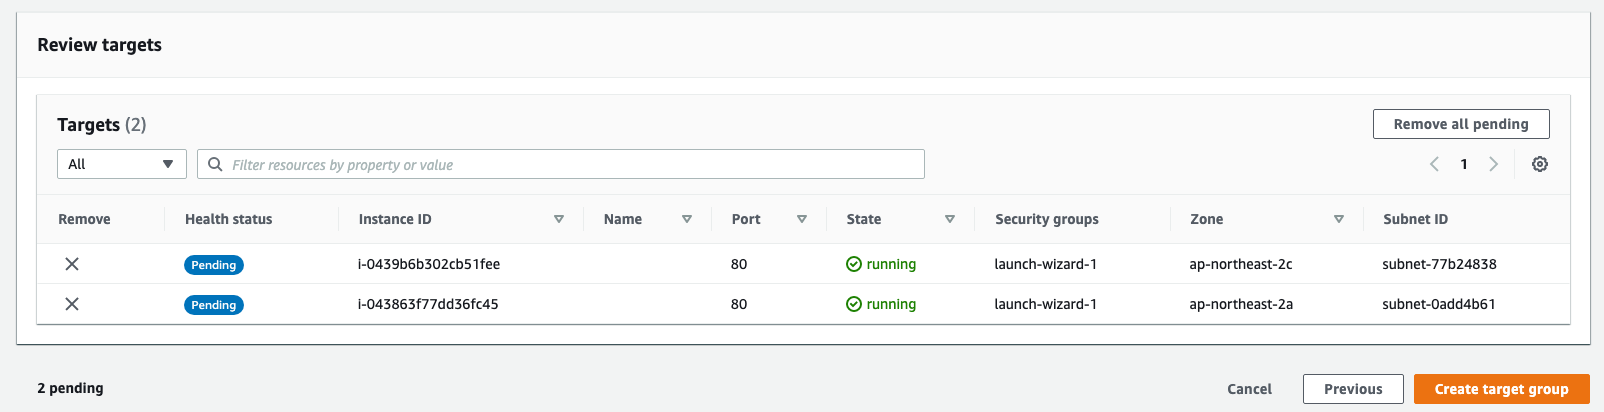 Review targets
Targets (2)
Remove all pending
All
Filter resources by property or value
1
Remove Health status Instance ID Name Port State Security groups Zone Subnet ID
Pending i-0439b6b302cb51fee 80 running launch-wizard-1 ap-northeast-2c subnet-77b24838
Pending i-043863f77dd36fc45 80 running launch-wizard-1 ap-northeast-2a subnet-0add4b61
2 pending
Cancel
Previous
Create target group